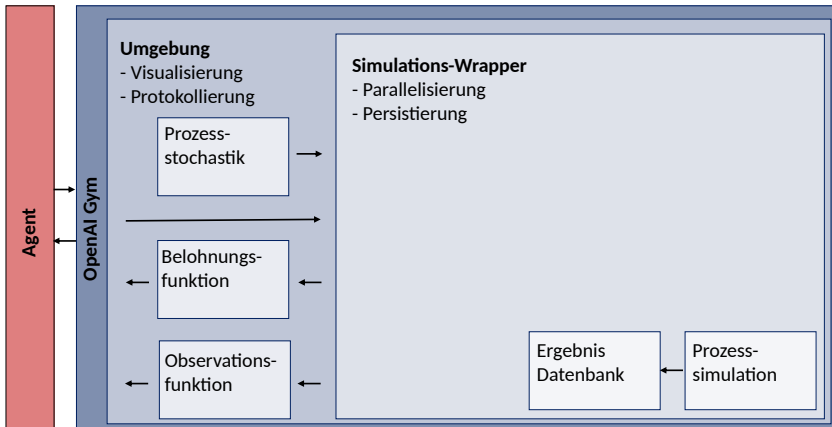 Agent
OpenAI Gym
Umgebung
- Visualisierung
- Protokollierung
Prozess-
stochastik
Belohnungs-
funktion
Observations-
funktion
Simulations-Wrapper
- Parallelisierung
- Persistierung
Ergebnis
Datenbank
Prozess-
simulation